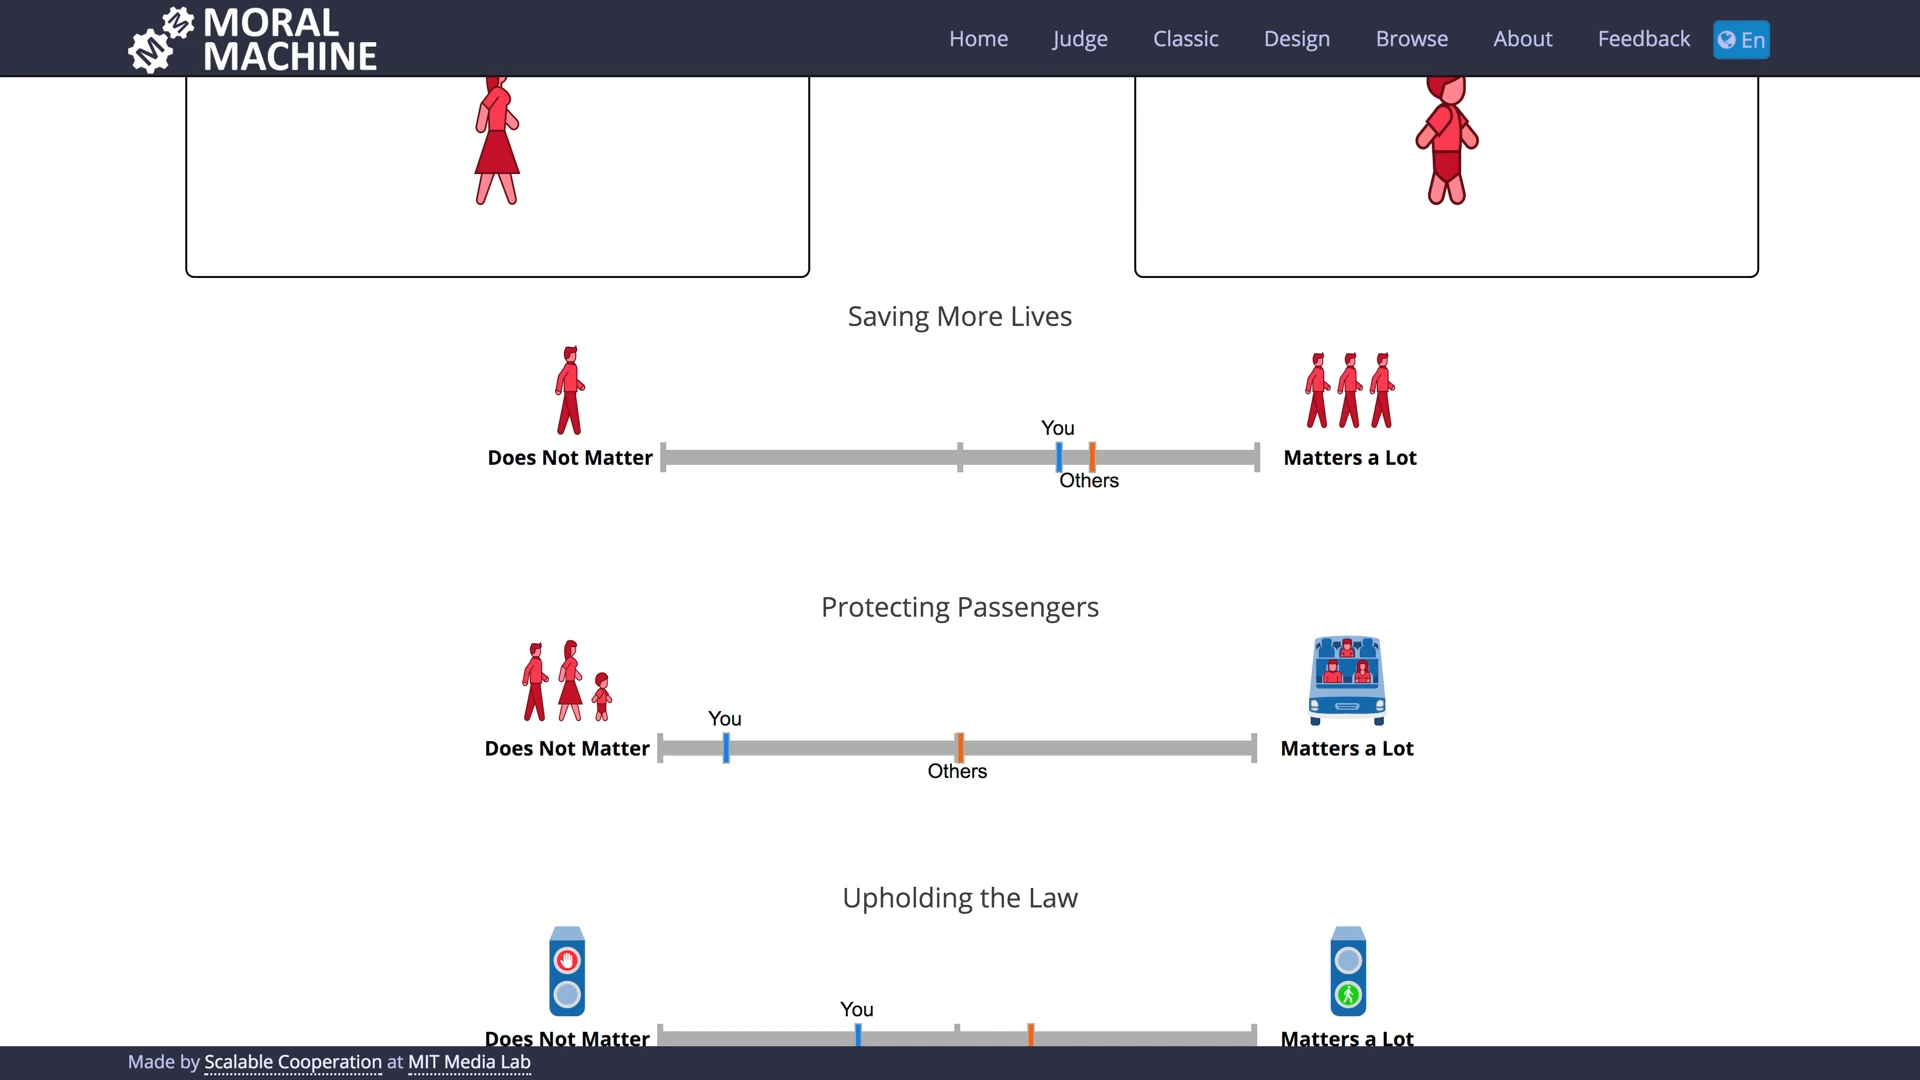 MORAL
MACHINE
Home Judge Classic Design Browse About Feedback En
Saving More Lives
You
Does Not Matter Matters a Lot
Others
Protecting Passengers
You
Does Not Matter Matters a Lot
Others
Upholding the Law
You
Does Not Matter Matters a Lot
Made by Scalable Cooperation at MIT Media Lab